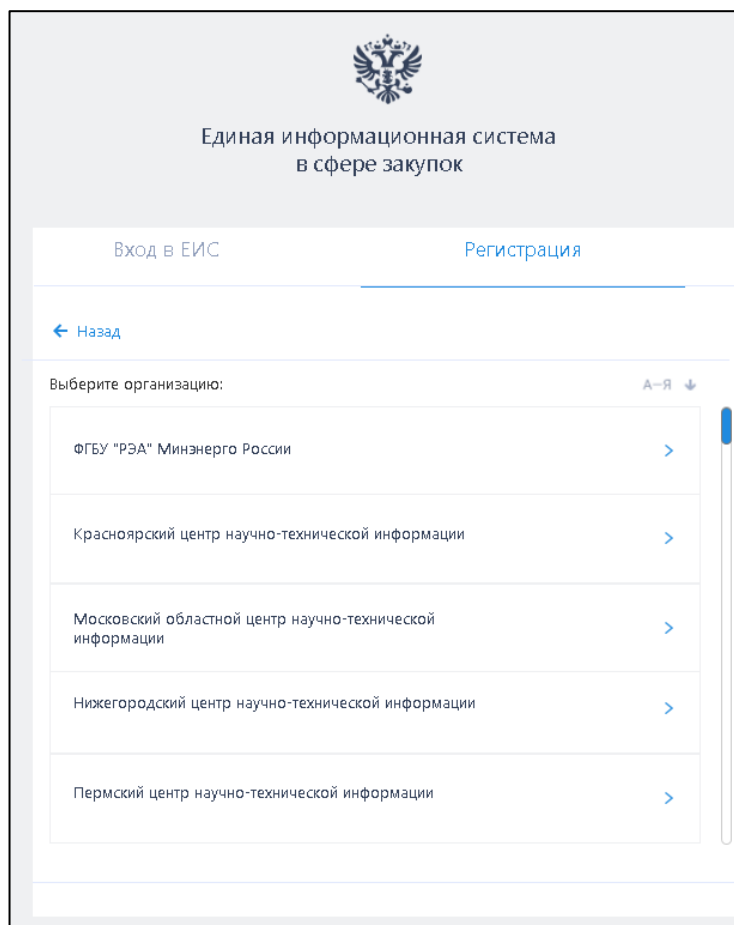 Единая информационная система
в сфере закупок
Вход в ЕИС
Регистрация
← Назад
Выберите организацию:
А–Я
ФГБУ "РЭА" Минэнерго России
Красноярский центр научно-технической информации
Московский областной центр научно-технической
информации
Нижегородский центр научно-технической информации
Пермский центр научно-технической информации